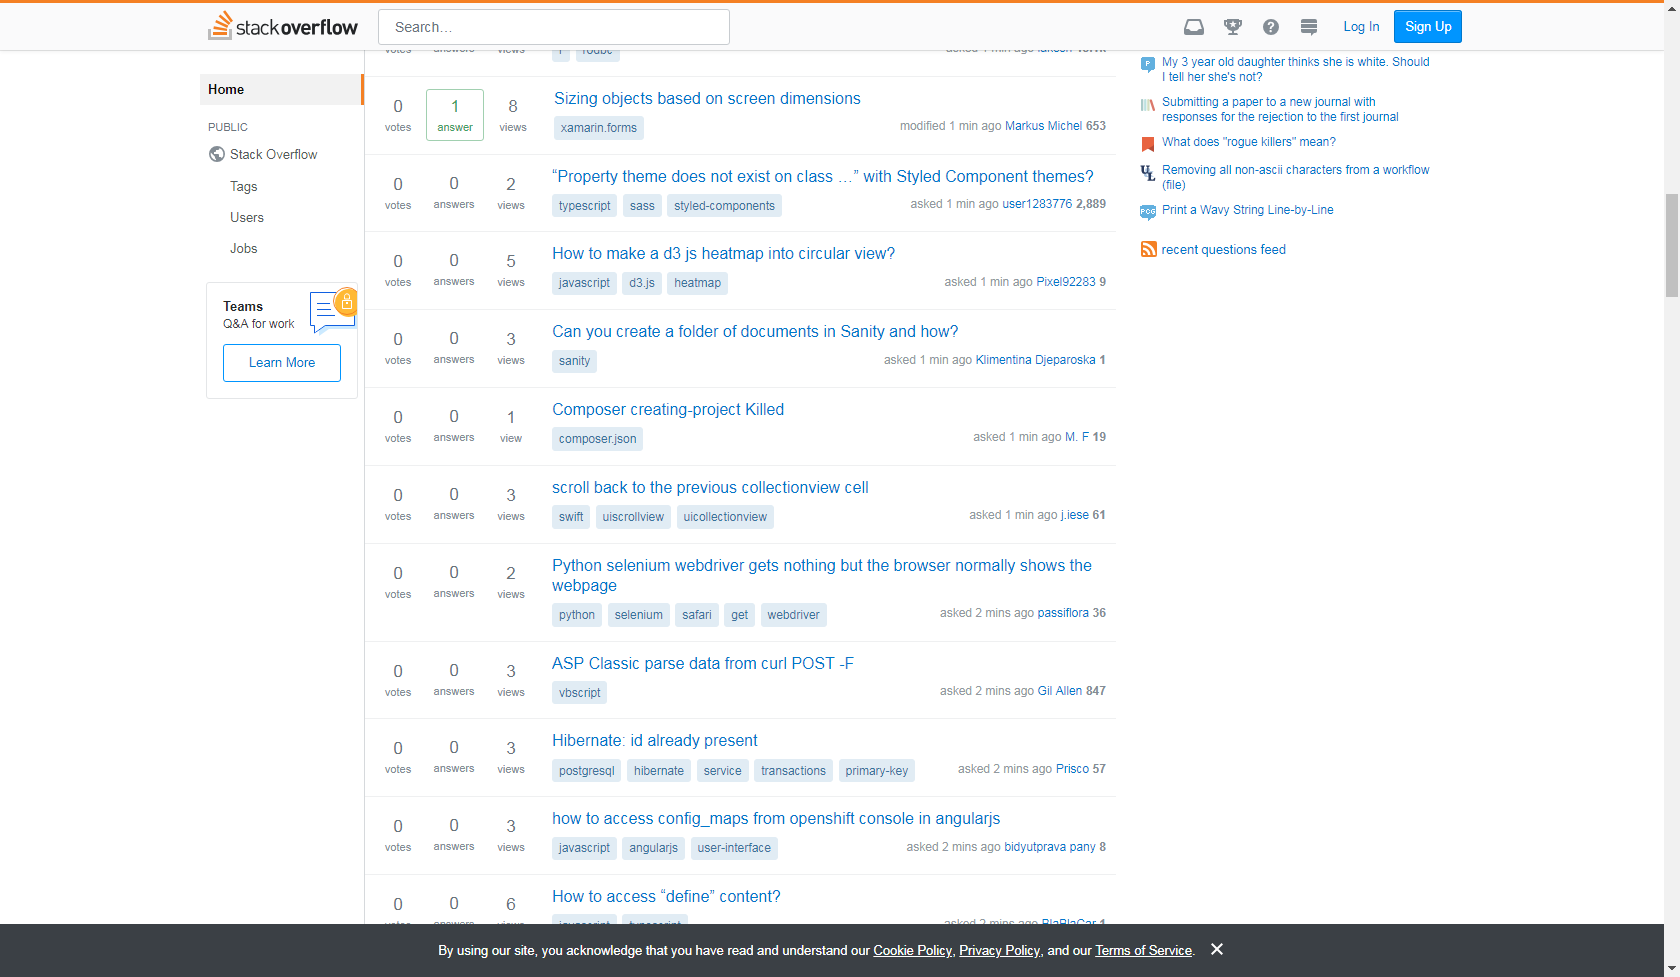 stackoverflow
Search…
Log In
Sign Up
Home
PUBLIC
Stack Overflow
Tags
Users
Jobs
Teams
Q&A for work
Learn More
votes answers views
r rodbc
0 votes 1 answer 8 views
Sizing objects based on screen dimensions
xamarin.forms
modified 1 min ago Markus Michel 653
0 votes 0 answers 2 views
“Property theme does not exist on class …” with Styled Component themes?
typescript sass styled-components
asked 1 min ago user1283776 2,889
0 votes 0 answers 5 views
How to make a d3 js heatmap into circular view?
javascript d3.js heatmap
asked 1 min ago Pixel92283 9
0 votes 0 answers 3 views
Can you create a folder of documents in Sanity and how?
sanity
asked 1 min ago Klimentina Djeparoska 1
0 votes 0 answers 1 view
Composer creating-project Killed
composer.json
asked 1 min ago M. F 19
0 votes 0 answers 3 views
scroll back to the previous collectionview cell
swift uiscrollview uicollectionview
asked 1 min ago j.iese 61
0 votes 0 answers 2 views
Python selenium webdriver gets nothing but the browser normally shows the
webpage
python selenium safari get webdriver
asked 2 mins ago passiflora 36
0 votes 0 answers 3 views
ASP Classic parse data from curl POST -F
vbscript
asked 2 mins ago Gil Allen 847
0 votes 0 answers 3 views
Hibernate: id already present
postgresql hibernate service transactions primary-key
asked 2 mins ago Prisco 57
0 votes 0 answers 3 views
how to access config_maps from openshift console in angularjs
javascript angularjs user-interface
asked 2 mins ago bidyutprava pany 8
0 votes 0 answers 6 views
How to access “define” content?
javascript typescript
asked 2 mins ago BlaBlaCar 1
P
My 3 year old daughter thinks she is white. Should
I tell her she's not?
Submitting a paper to a new journal with
responses for the rejection to the first journal
What does "rogue killers" mean?
UL
Removing all non-ascii characters from a workflow
(file)
PCG
Print a Wavy String Line-by-Line
recent questions feed
By using our site, you acknowledge that you have read and understand our Cookie Policy, Privacy Policy, and our Terms of Service.